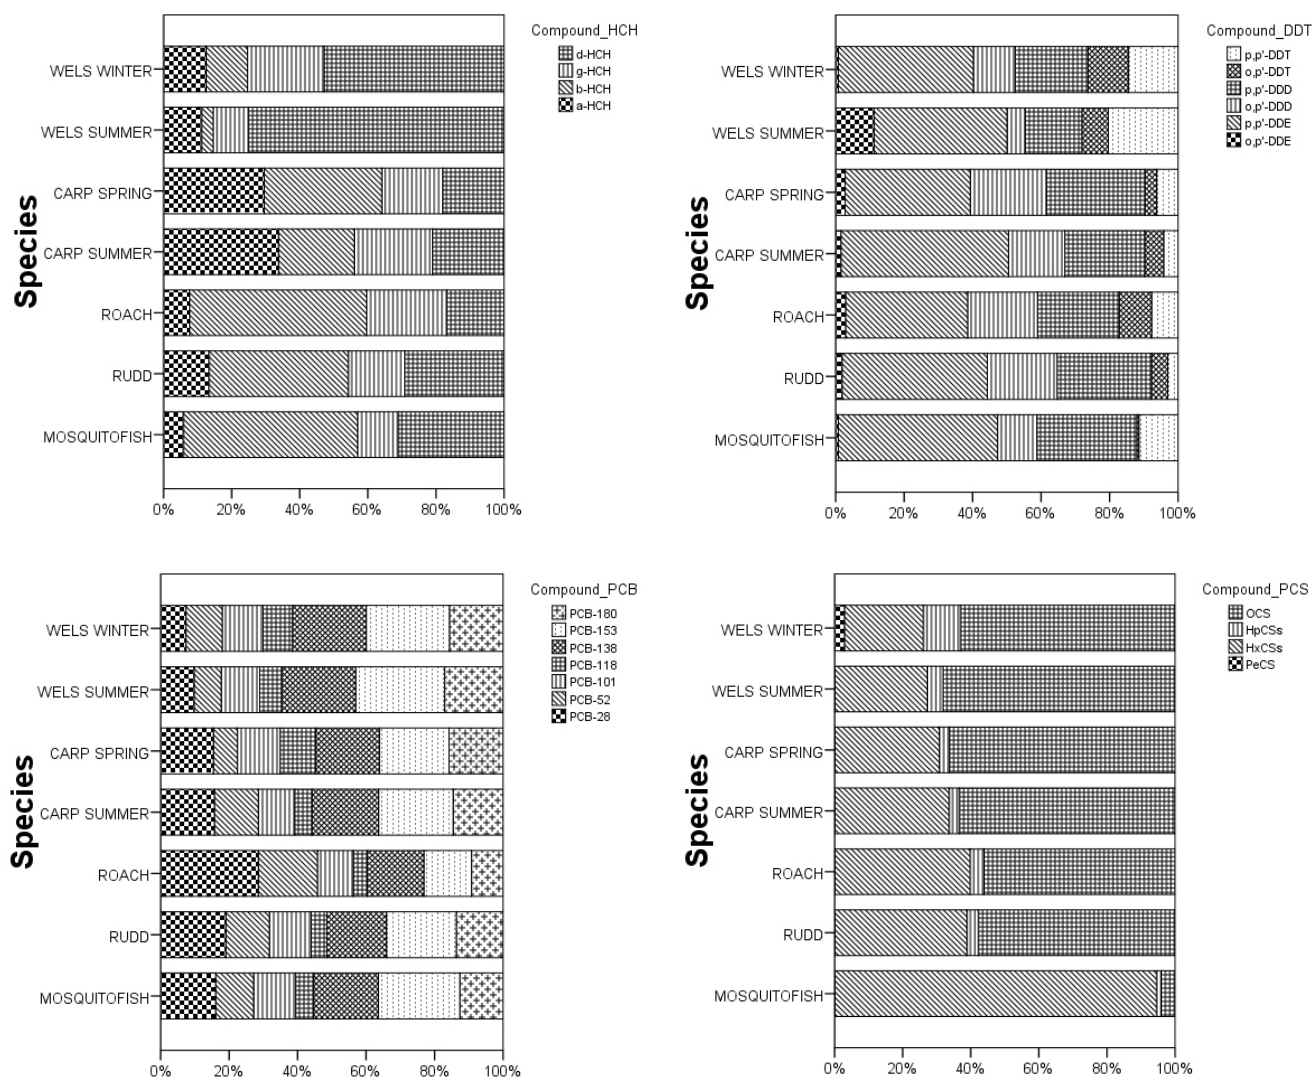 Compound_HCH
d-HCH
g-HCH
b-HCH
a-HCH
Species
WELS WINTER
WELS SUMMER
CARP SPRING
CARP SUMMER
ROACH
RUDD
MOSQUITOFISH
0% 20% 40% 60% 80% 100%
Compound_DDT
p,p'-DDT
o,p'-DDT
p,p'-DDD
o,p'-DDD
p,p'-DDE
o,p'-DDE
Species
WELS WINTER
WELS SUMMER
CARP SPRING
CARP SUMMER
ROACH
RUDD
MOSQUITOFISH
0% 20% 40% 60% 80% 100%
Compound_PCB
PCB-180
PCB-153
PCB-138
PCB-118
PCB-101
PCB-52
PCB-28
Species
WELS WINTER
WELS SUMMER
CARP SPRING
CARP SUMMER
ROACH
RUDD
MOSQUITOFISH
0% 20% 40% 60% 80% 100%
Compound_PCS
OCS
HpCSs
HxCSs
PeCS
Species
WELS WINTER
WELS SUMMER
CARP SPRING
CARP SUMMER
ROACH
RUDD
MOSQUITOFISH
0% 20% 40% 60% 80% 100%